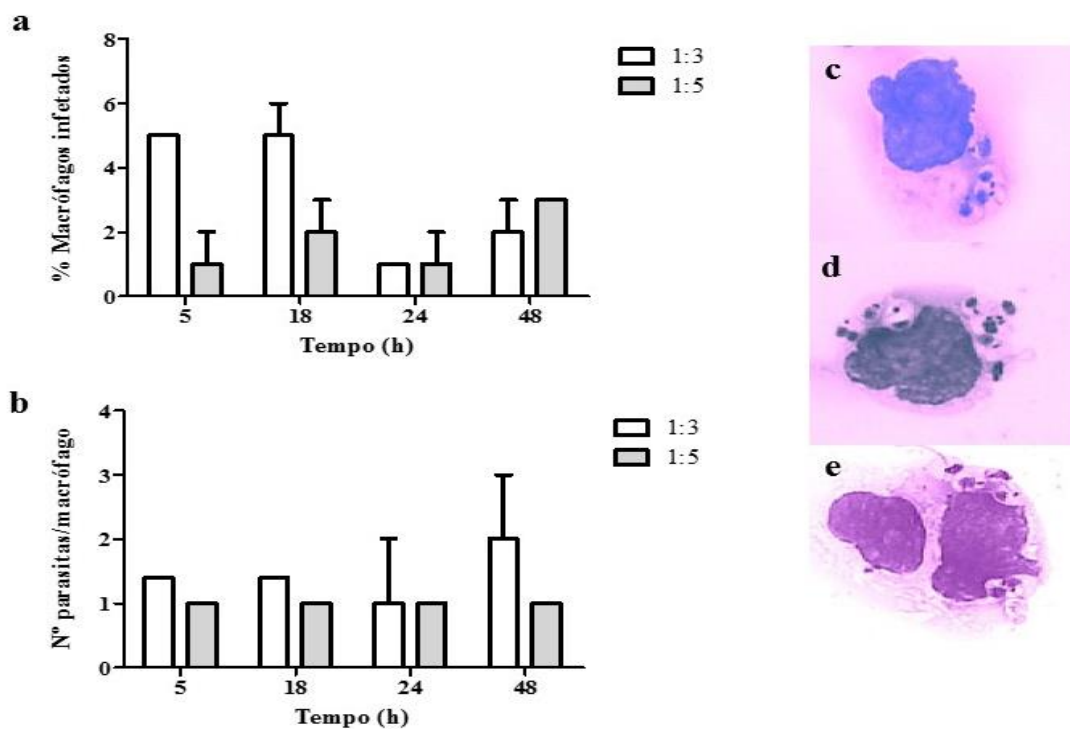 a
% Macrófagos infetados
8
6
4
2
0
5 18 24 48
Tempo (h)
1:3
1:5
b
Nº parasitas/macrófago
4
3
2
1
0
5 18 24 48
Tempo (h)
1:3
1:5
c
d
e